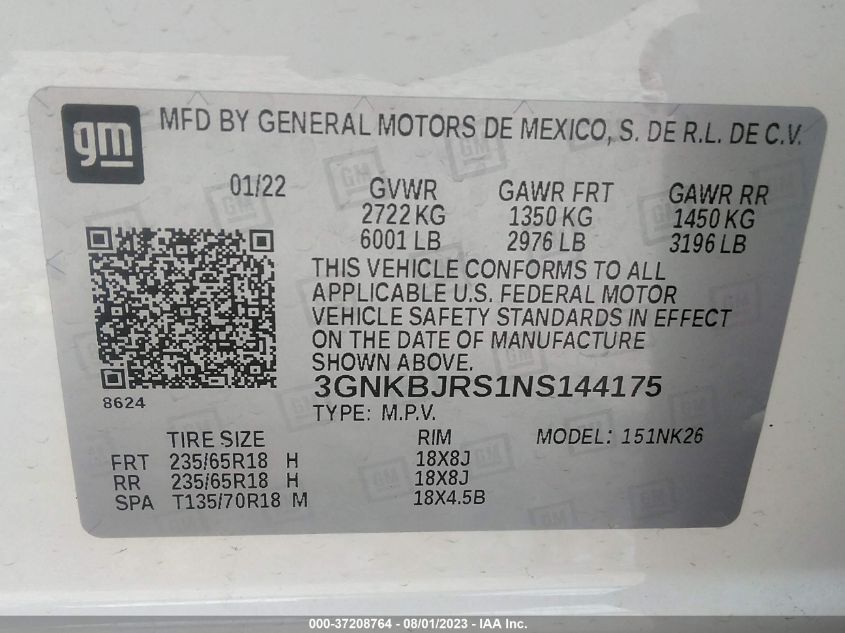 gm
MFD BY GENERAL MOTORS DE MEXICO, S. DE R.L. DE C.V.
01/22 GVWR GAWR FRT GAWR RR
2722 KG 1350 KG 1450 KG
6001 LB 2976 LB 3196 LB
THIS VEHICLE CONFORMS TO ALL
APPLICABLE U.S. FEDERAL MOTOR
VEHICLE SAFETY STANDARDS IN EFFECT
ON THE DATE OF MANUFACTURE
SHOWN ABOVE.
3GNKBJRS1NS144175
8624
TYPE: M.P.V.
TIRE SIZE RIM MODEL: 151NK26
FRT 235/65R18 H 18X8J
RR 235/65R18 H 18X8J
SPA T135/70R18 M 18X4.5B
000-37208764 - 08/01/2023 - IAA Inc.